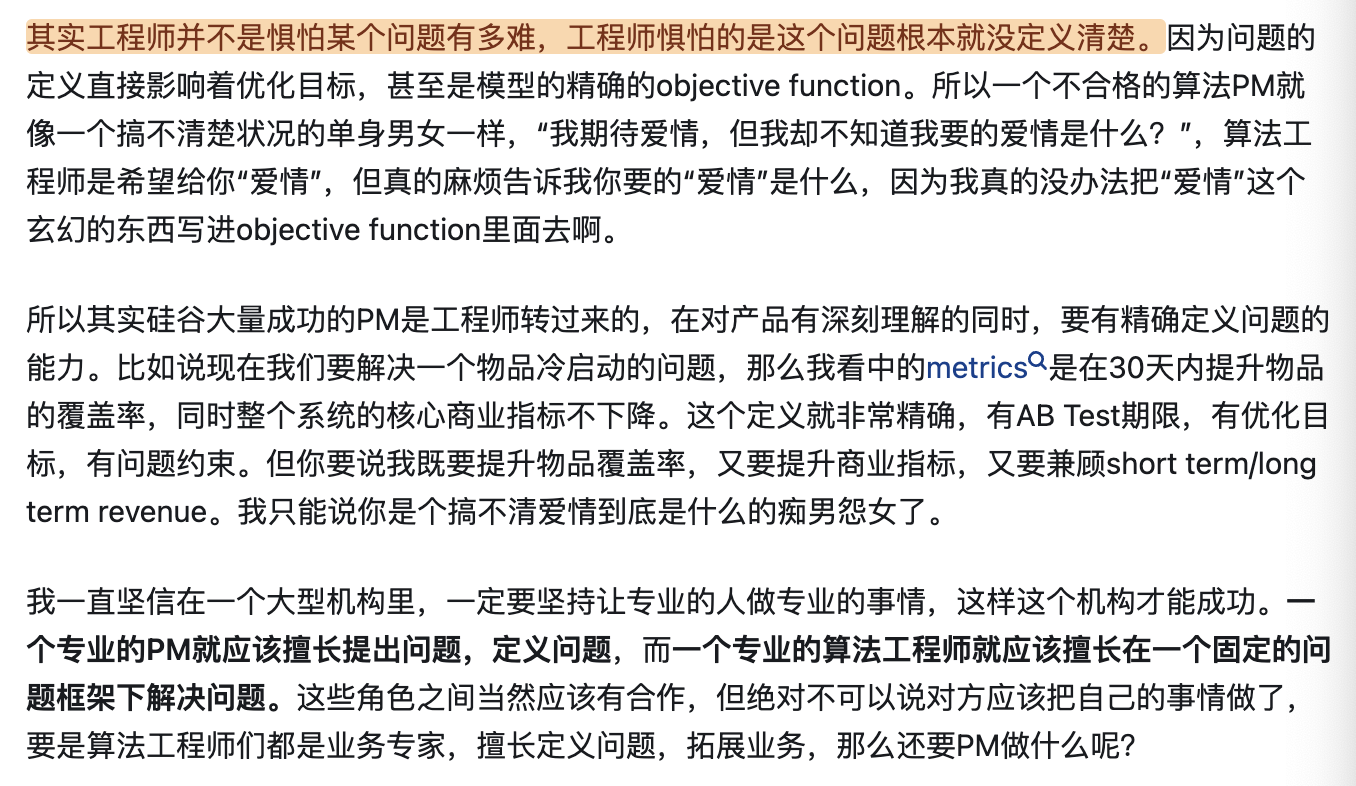 其实工程师并不是惧怕某个问题有多难，工程师惧怕的是这个问题根本就没定义清楚。因为问题的
定义直接影响着优化目标，甚至是模型的精确的objective function。所以一个不合格的算法PM就
像一个搞不清楚状况的单身男女一样，“我期待爱情，但我却不知道我要的爱情是什么？”，算法工
程师是希望给你“爱情”，但真的麻烦告诉我你要的“爱情”是什么，因为我真的没办法把“爱情”这个
玄幻的东西写进objective function里面去啊。
所以其实硅谷大量成功的PM是工程师转过来的，在对产品有深刻理解的同时，要有精确定义问题的
能力。比如说现在我们要解决一个物品冷启动的问题，那么我看中的metrics是在30天内提升物品
的覆盖率，同时整个系统的核心商业指标不下降。这个定义就非常精确，有AB Test期限，有优化目
标，有问题约束。但你要说我既要提升物品覆盖率，又要提升商业指标，又要兼顾short term/long
term revenue。我只能说你是个搞不清爱情到底是什么的痴男怨女了。
我一直坚信在一个大型机构里，一定要坚持让专业的人做专业的事情，这样这个机构才能成功。一
个专业的PM就应该擅长提出问题，定义问题，而一个专业的算法工程师就应该擅长在一个固定的问
题框架下解决问题。这些角色之间当然应该有合作，但绝对不可以说对方应该把自己的事情做了，
要是算法工程师们都是业务专家，擅长定义问题，拓展业务，那么还要PM做什么呢？